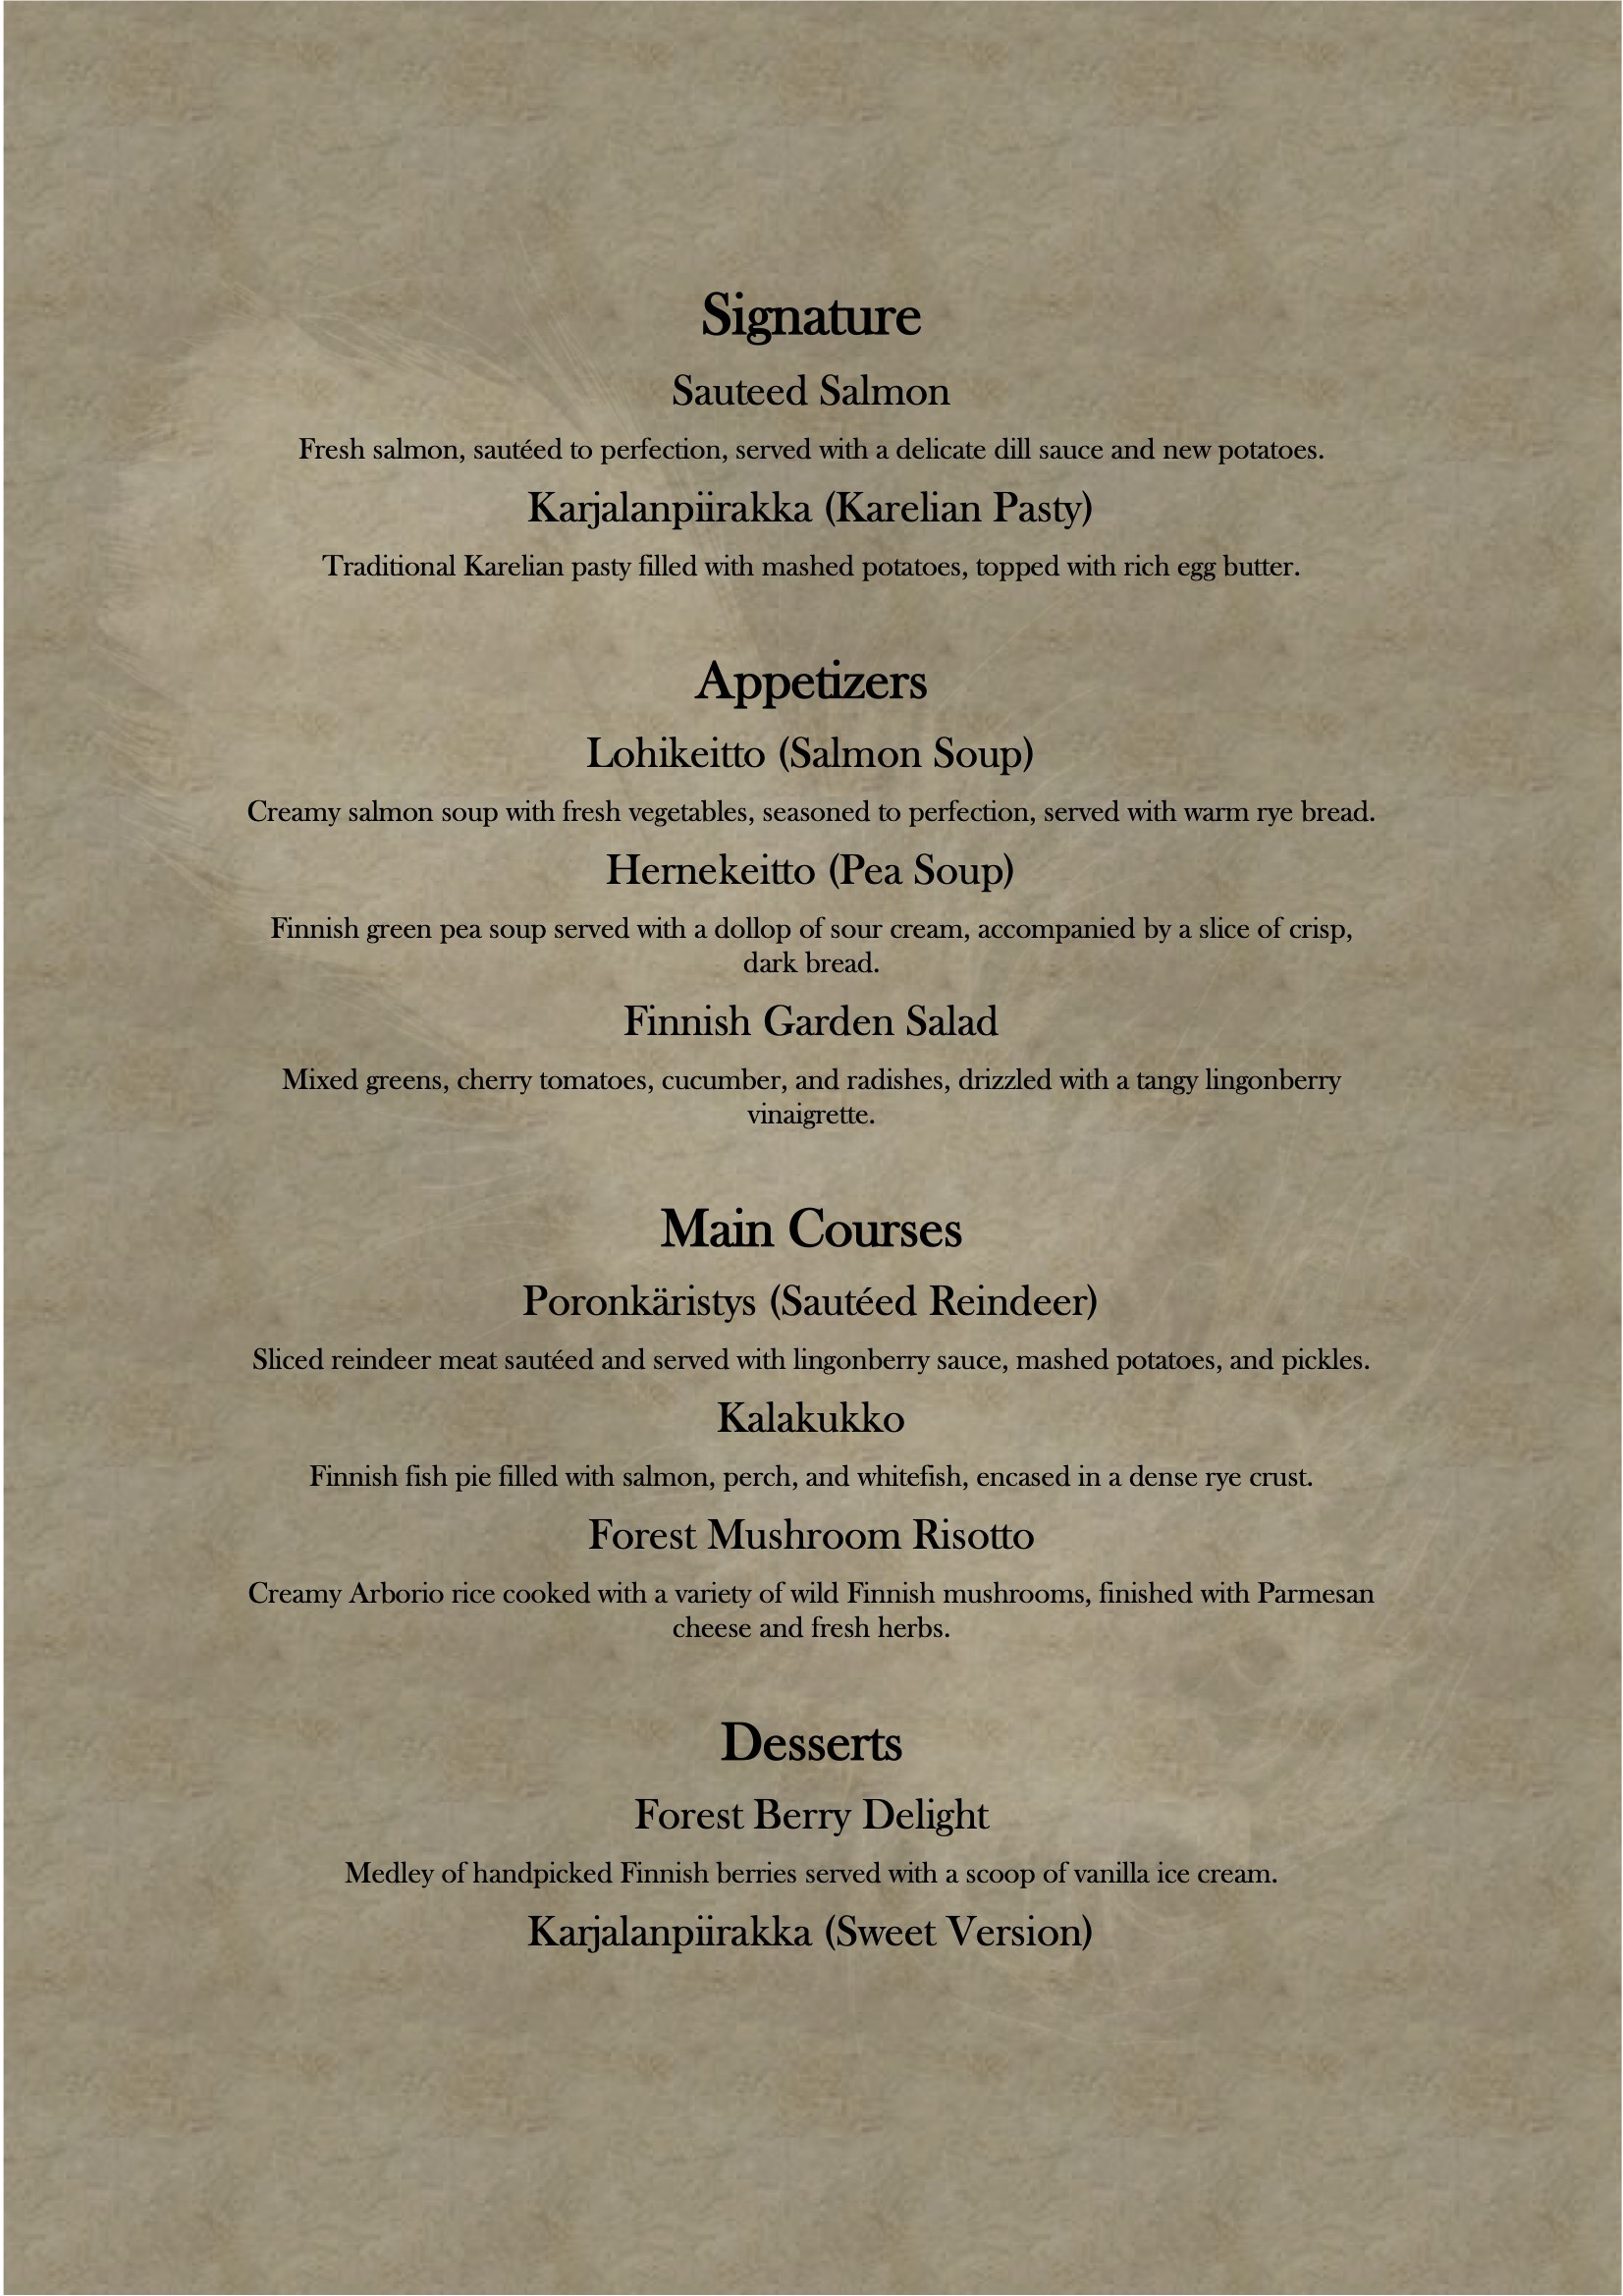 Signature
Sauteed Salmon
Fresh salmon, sautéed to perfection, served with a delicate dill sauce and new potatoes.
Karjalanpiirakka (Karelian Pasty)
Traditional Karelian pasty filled with mashed potatoes, topped with rich egg butter.
Appetizers
Lohikeitto (Salmon Soup)
Creamy salmon soup with fresh vegetables, seasoned to perfection, served with warm rye bread.
Hernekeitto (Pea Soup)
Finnish green pea soup served with a dollop of sour cream, accompanied by a slice of crisp,
dark bread.
Finnish Garden Salad
Mixed greens, cherry tomatoes, cucumber, and radishes, drizzled with a tangy lingonberry
vinaigrette.
Main Courses
Poronkäristys (Sautéed Reindeer)
Sliced reindeer meat sautéed and served with lingonberry sauce, mashed potatoes, and pickles.
Kalakukko
Finnish fish pie filled with salmon, perch, and whitefish, encased in a dense rye crust.
Forest Mushroom Risotto
Creamy Arborio rice cooked with a variety of wild Finnish mushrooms, finished with Parmesan
cheese and fresh herbs.
Desserts
Forest Berry Delight
Medley of handpicked Finnish berries served with a scoop of vanilla ice cream.
Karjalanpiirakka (Sweet Version)